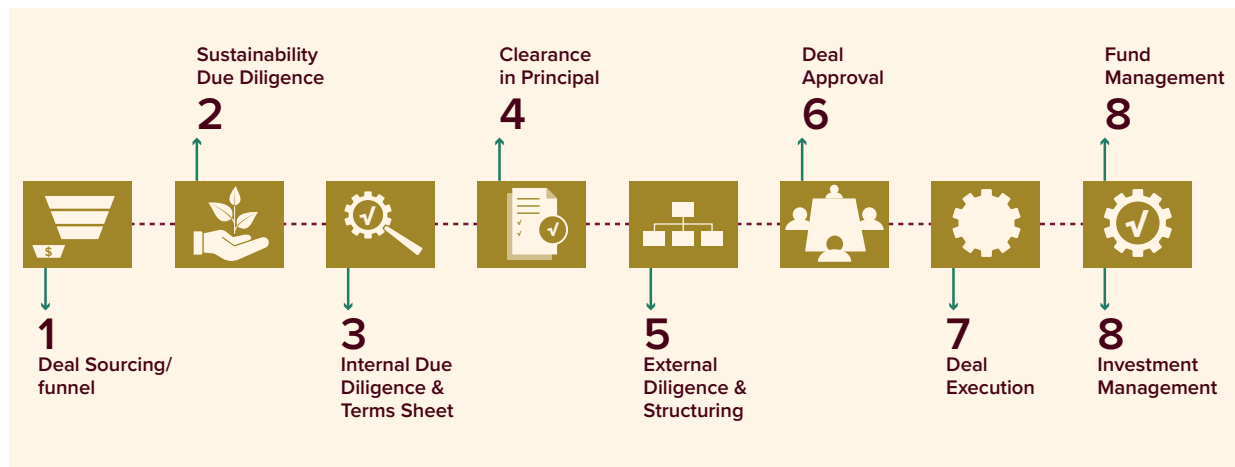 Sustainability
Due Diligence
2
Clearance
in Principal
4
Deal
Approval
6
Fund
Management
8
$
1
Deal Sourcing/
funnel
3
Internal Due
Diligence &
Terms Sheet
5
External
Diligence &
Structuring
7
Deal
Execution
8
Investment
Management